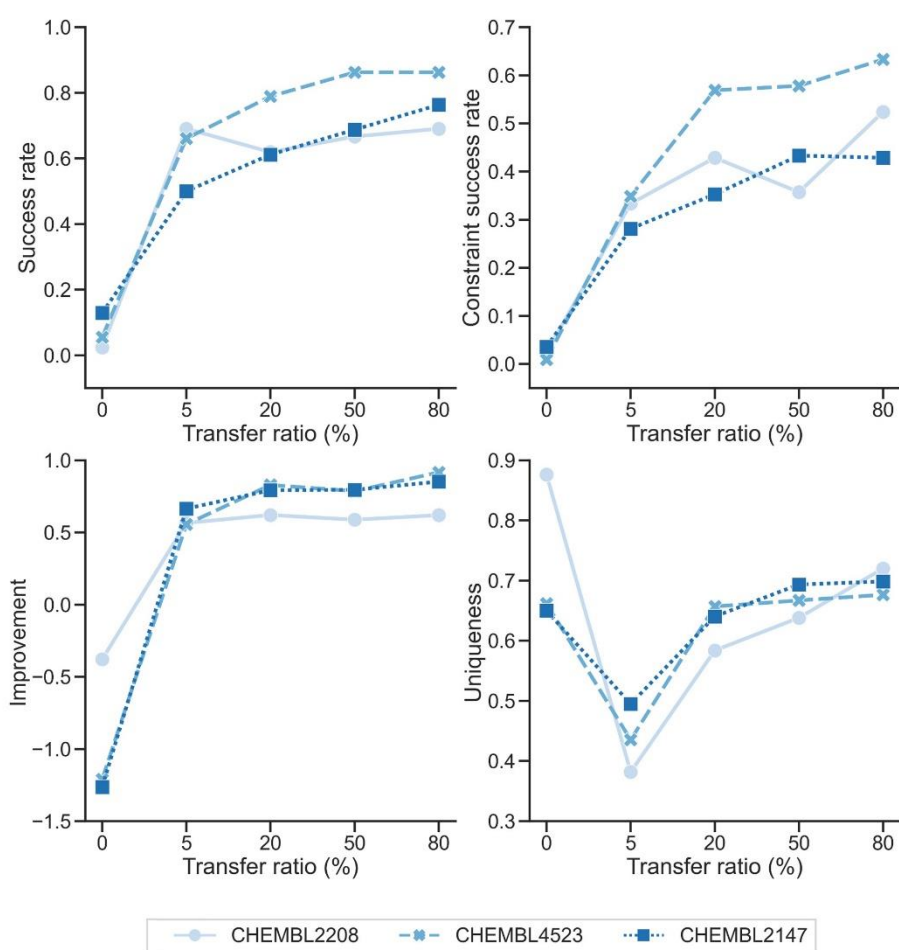 1.0
0.8
0.6
0.4
0.2
0.0
Success rate
0 5 20 50 80
Transfer ratio (%)
0.7
0.6
0.5
0.4
0.3
0.2
0.1
0.0
Constraint success rate
0 5 20 50 80
Transfer ratio (%)
1.0
0.5
0.0
−0.5
−1.0
−1.5
Improvement
0 5 20 50 80
Transfer ratio (%)
0.9
0.8
0.7
0.6
0.5
0.4
0.3
Uniqueness
0 5 20 50 80
Transfer ratio (%)
CHEMBL2208 CHEMBL4523 CHEMBL2147